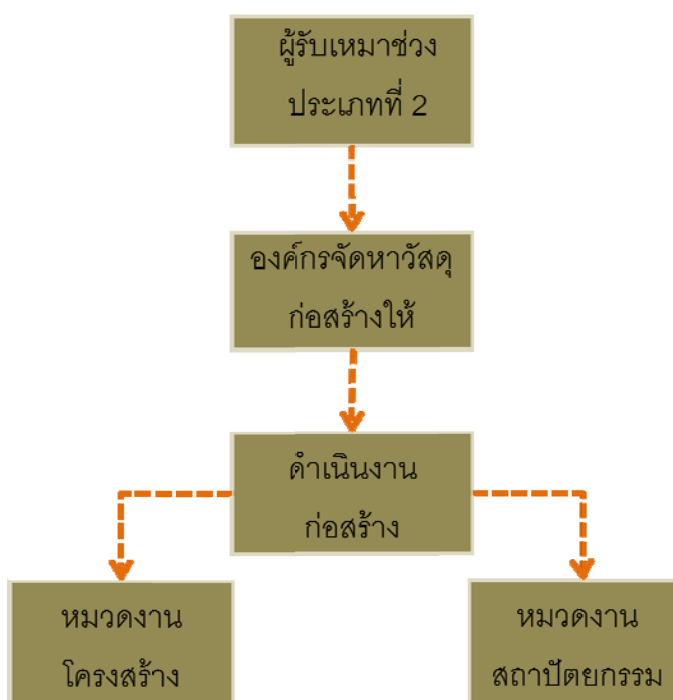 ผู้รับเหมาช่วง
ประเภทที่ 2
องค์กรจัดหาวัสดุ
ก่อสร้างให้
ดำเนินงาน
ก่อสร้าง
หมวดงาน
โครงสร้าง
หมวดงาน
สถาปัตยกรรม